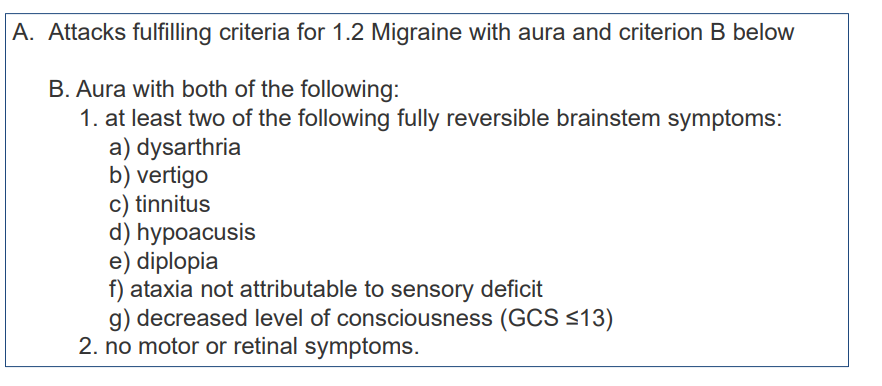 A. Attacks fulfilling criteria for 1.2 Migraine with aura and criterion B below
B. Aura with both of the following:
1. at least two of the following fully reversible brainstem symptoms:
a) dysarthria
b) vertigo
c) tinnitus
d) hypoacusis
e) diplopia
f) ataxia not attributable to sensory deficit
g) decreased level of consciousness (GCS ≤13)
2. no motor or retinal symptoms.